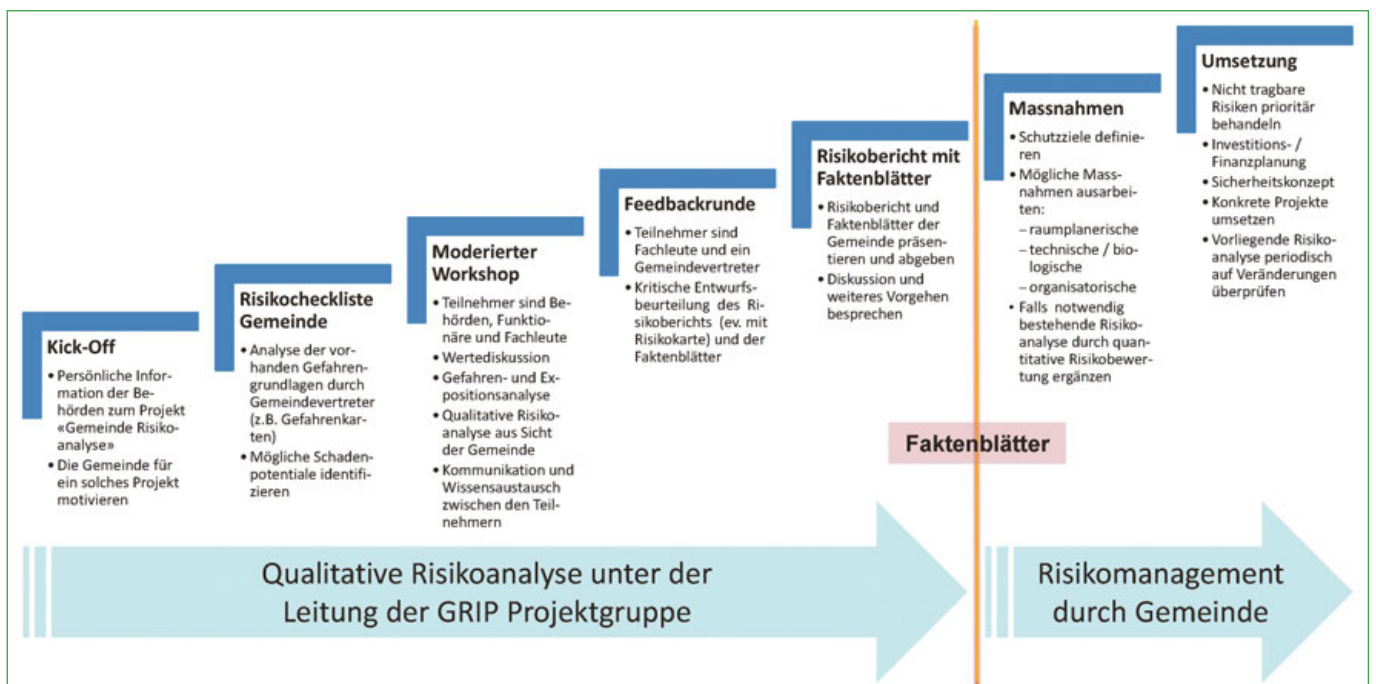 Kick-Off
• Persönliche Infor-
mation der Be-
hörden zum Projekt
«Gemeinde Risiko-
analyse»
• Die Gemeinde für
ein solches Projekt
motivieren
Risikocheckliste
Gemeinde
• Analyse der vor-
handen Gefahren-
grundlagen durch
Gemeindevertreter
(z.B. Gefahrenkar-
ten)
• Mögliche Schaden-
potentiale identifi-
zieren
Moderierter
Workshop
• Teilnehmer sind Be-
hörden, Funktio-
näre und Fachleute
• Wertediskussion
• Gefahren- und Ex-
positionsanalyse
• Qualitative Risiko-
analyse aus Sicht
der Gemeinde
• Kommunikation und
Wissensaustausch
zwischen den Teil-
nehmern
Feedbackrunde
• Teilnehmer sind
Fachleute und ein
Gemeindevertreter
• Kritische Entwurfs-
beurteilung des Ri-
sikoberichts (ev. mit
Risikokarte) und der
Faktenblätter
Risikobericht mit
Faktenblätter
• Risikobericht und
Faktenblätter der
Gemeinde präsen-
tieren und abgeben
• Diskussion und
weiteres Vorgehen
besprechen
Massnahmen
• Schutzziele definie-
ren
• Mögliche Mass-
nahmen ausarbei-
ten:
– raumplanerische
– technische / bio-
logische
– organisatorische
• Falls notwendig
bestehende Risiko-
analyse durch quan-
titative Risikobewer-
tung ergänzen
Umsetzung
• Nicht tragbare
Risiken prioritär
behandeln
• Investitions- /
Finanzplanung
• Sicherheitskonzept
• Konkrete Projekte
umsetzen
• Vorliegende Risiko-
analyse periodisch
auf Veränderungen
überprüfen
Faktenblätter
Qualitative Risikoanalyse unter der
Leitung der GRIP Projektgruppe
Risikomanagement
durch Gemeinde